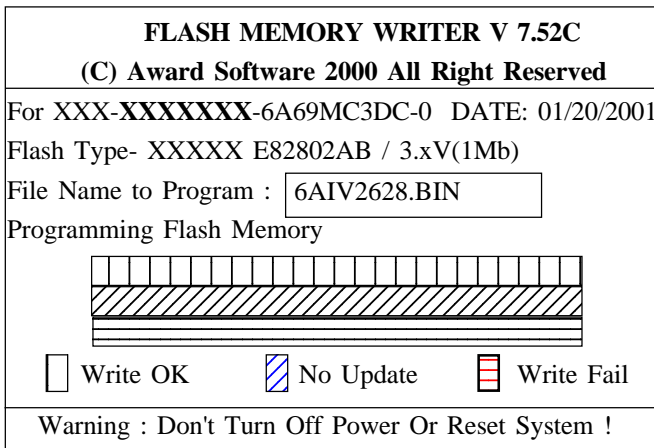 FLASH MEMORY WRITER V 7.52C
(C) Award Software 2000 All Right Reserved
For XXX-XXXXXXX-6A69MC3DC-0 DATE: 01/20/2001
Flash Type- XXXXX E82802AB / 3.xV(1Mb)
File Name to Program : 6AIV2628.BIN
Programming Flash Memory
Write OK No Update Write Fail
Warning : Don't Turn Off Power Or Reset System !